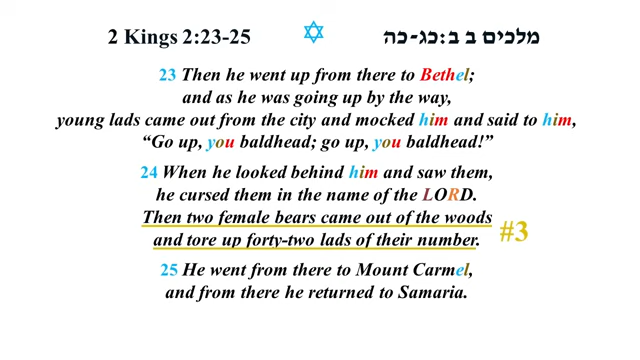 2 Kings 2:23-25 מלכים ב ב:כג-כה
23 Then he went up from there to Bethel;
and as he was going up by the way,
young lads came out from the city and mocked him and said to him,
“Go up, you baldhead; go up, you baldhead!”
24 When he looked behind him and saw them,
he cursed them in the name of the LORD.
Then two female bears came out of the woods
and tore up forty-two lads of their number. #3
25 He went from there to Mount Carmel,
and from there he returned to Samaria.